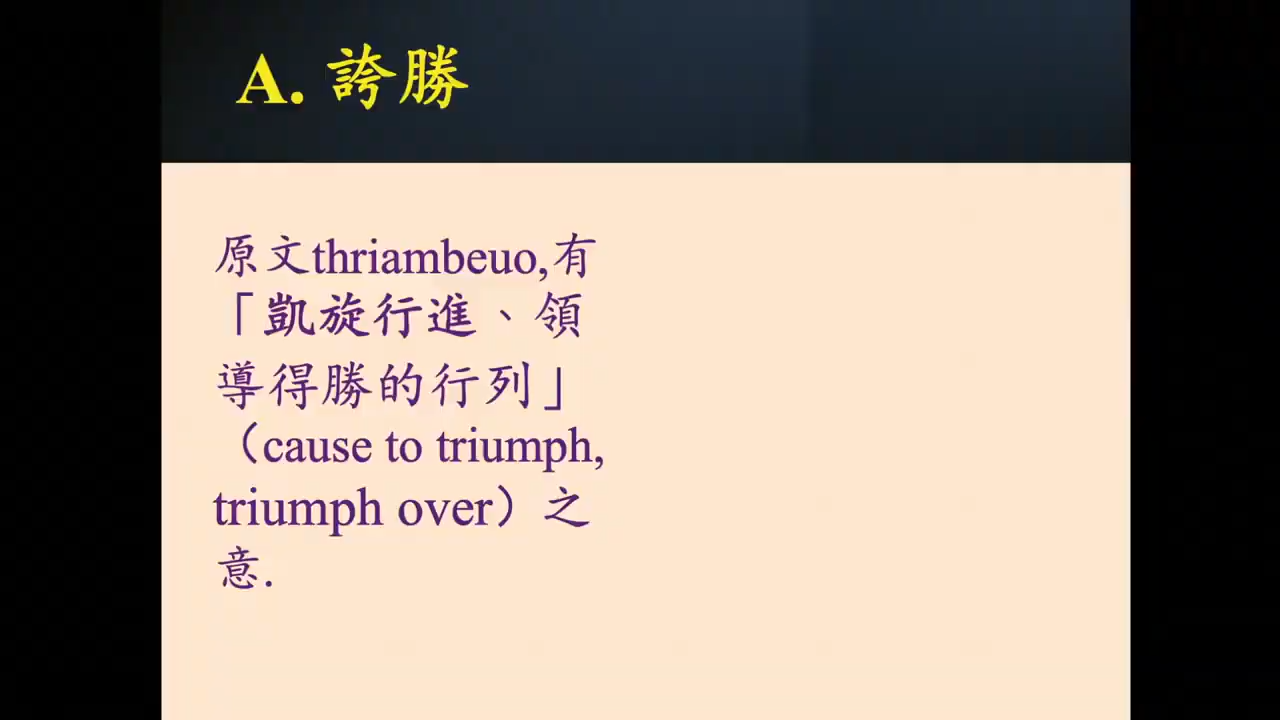 A. 誇勝
原文thriambeuo,有
「凱旋行進、領
導得勝的行列」
（cause to triumph,
triumph over）之
意.